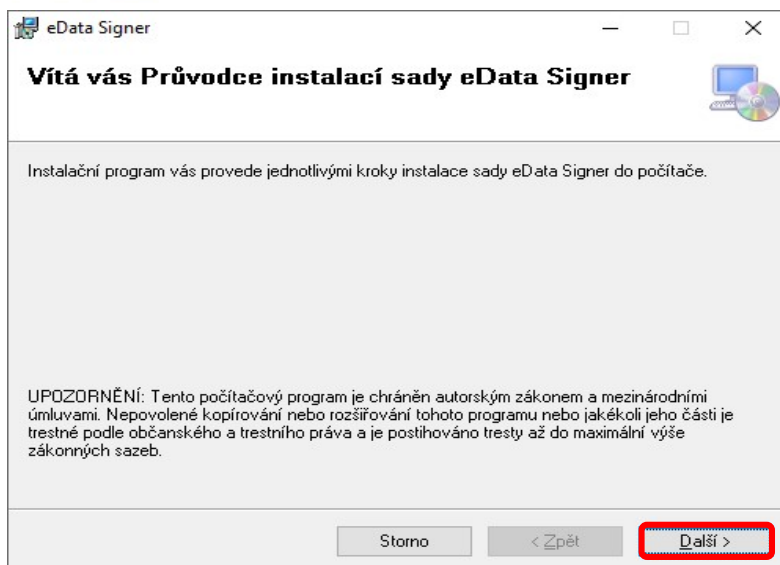 eData Signer
Vítá vás Průvodce instalací sady eData Signer
Instalační program vás provede jednotlivými kroky instalace sady eData Signer do počítače.
UPOZORNĚNÍ: Tento počítačový program je chráněn autorským zákonem a mezinárodními
úmluvami. Nepovolené kopírování nebo rozšiřování tohoto programu nebo jakékoli jeho části je
trestné podle občanského a trestního práva a je postihováno tresty až do maximální výše
zákonných sazeb.
Storno
< Zpět
Další >